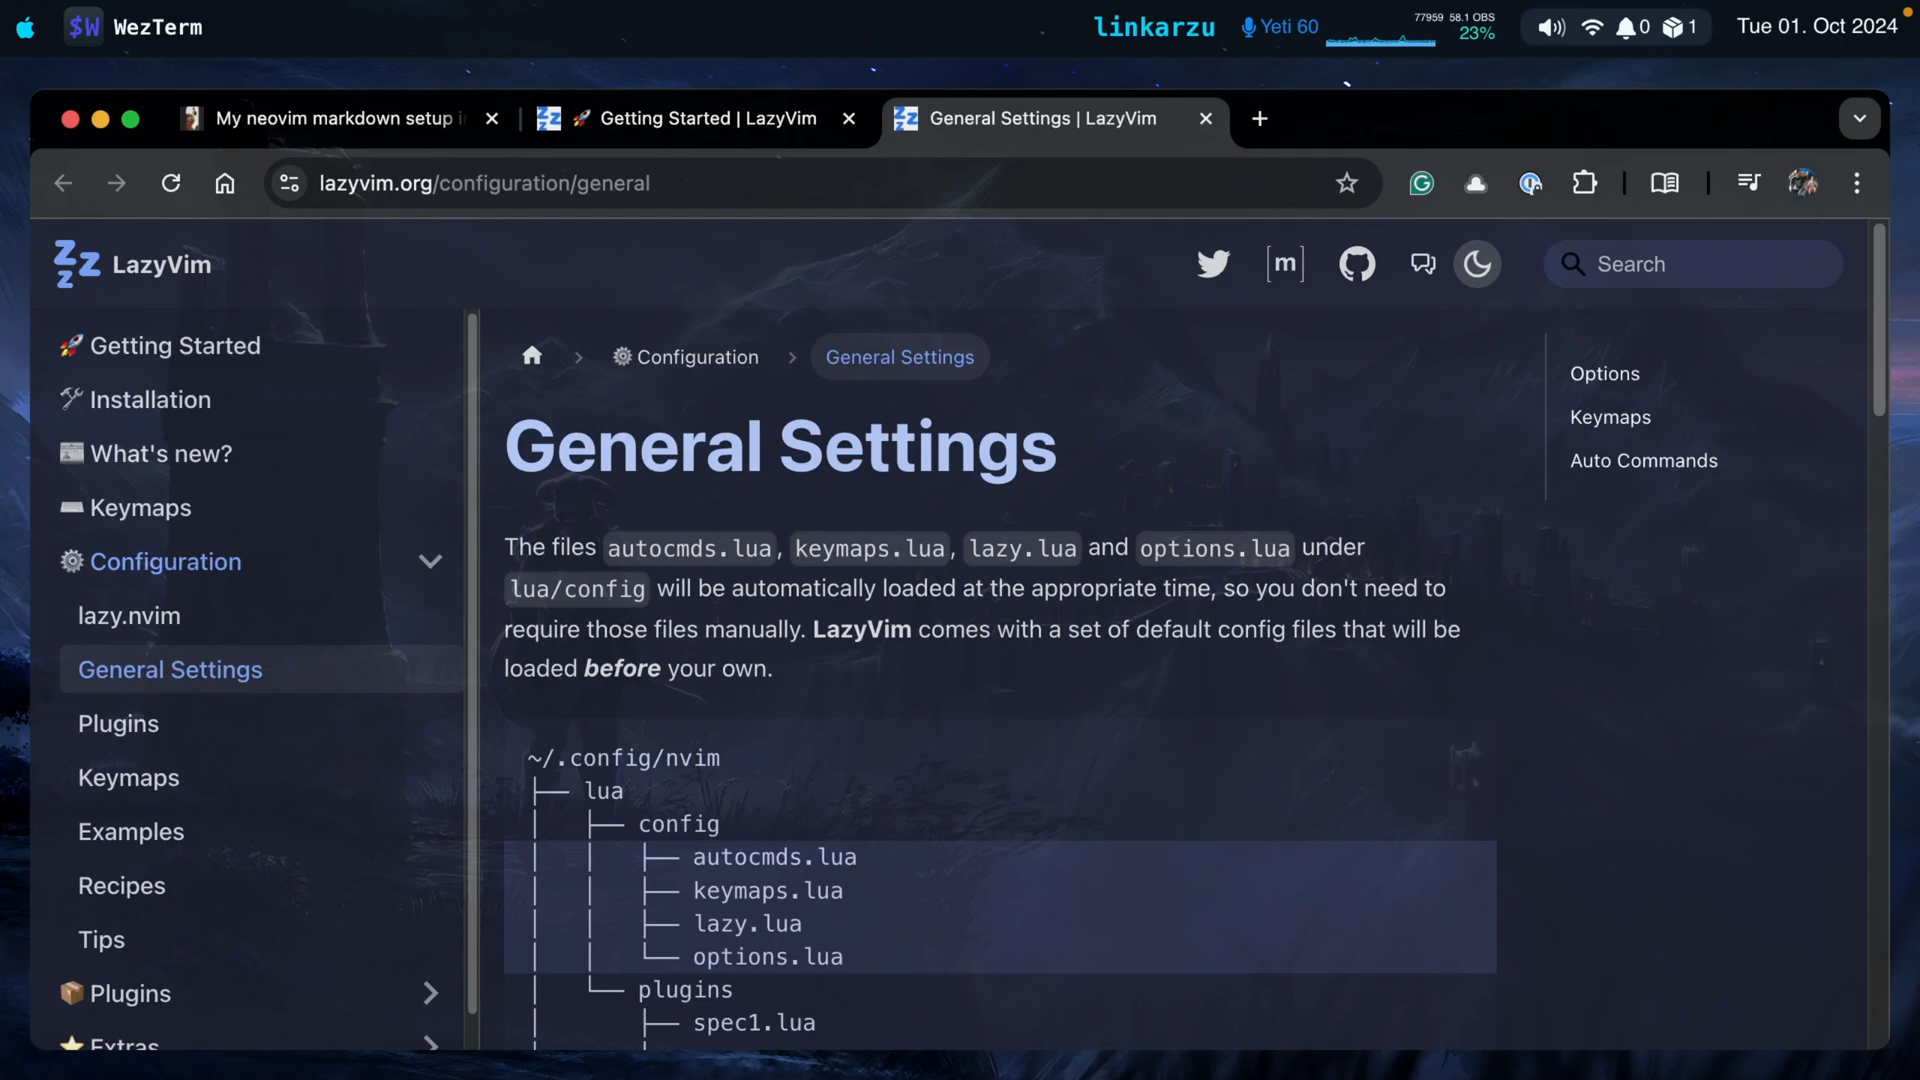 $W WezTerm
linkarzu
Yeti 60
77959 58.1 OBS
23%
0
1
Tue 01. Oct 2024
My neovim markdown setup i
Getting Started | LazyVim
General Settings | LazyVim
lazyvim.org/configuration/general
LazyVim
[m]
Search
Getting Started
Installation
What's new?
Keymaps
Configuration
lazy.nvim
General Settings
Plugins
Keymaps
Examples
Recipes
Tips
Plugins
Extras
Configuration
General Settings
General Settings
The files autocmds.lua, keymaps.lua, lazy.lua and options.lua under
lua/config will be automatically loaded at the appropriate time, so you don't need to
require those files manually. LazyVim comes with a set of default config files that will be
loaded before your own.
~/.config/nvim
├── lua
│   ├── config
│   │   ├── autocmds.lua
│   │   ├── keymaps.lua
│   │   ├── lazy.lua
│   │   └── options.lua
│   └── plugins
│       ├── spec1.lua
Options
Keymaps
Auto Commands